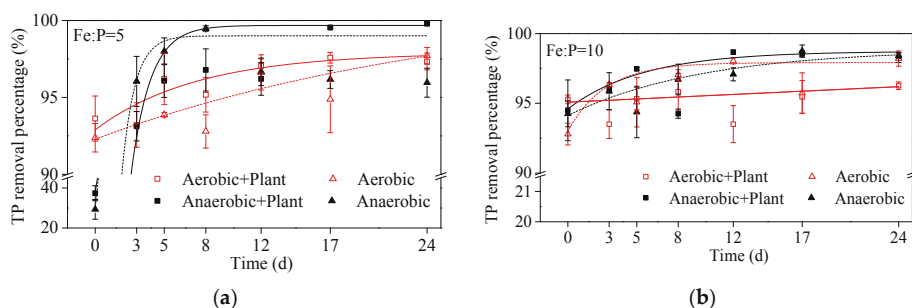 Fe:P=5
TP removal percentage (%)
100
95
90
40
20
Aerobic+Plant
Aerobic
Anaerobic+Plant
Anaerobic
0 3 5 8 12 17 24
Time (d)
(a)
Fe:P=10
TP removal percentage (%)
100
95
90
21
20
Aerobic+Plant
Aerobic
Anaerobic+Plant
Anaerobic
0 3 5 8 12 17 24
Time (d)
(b)